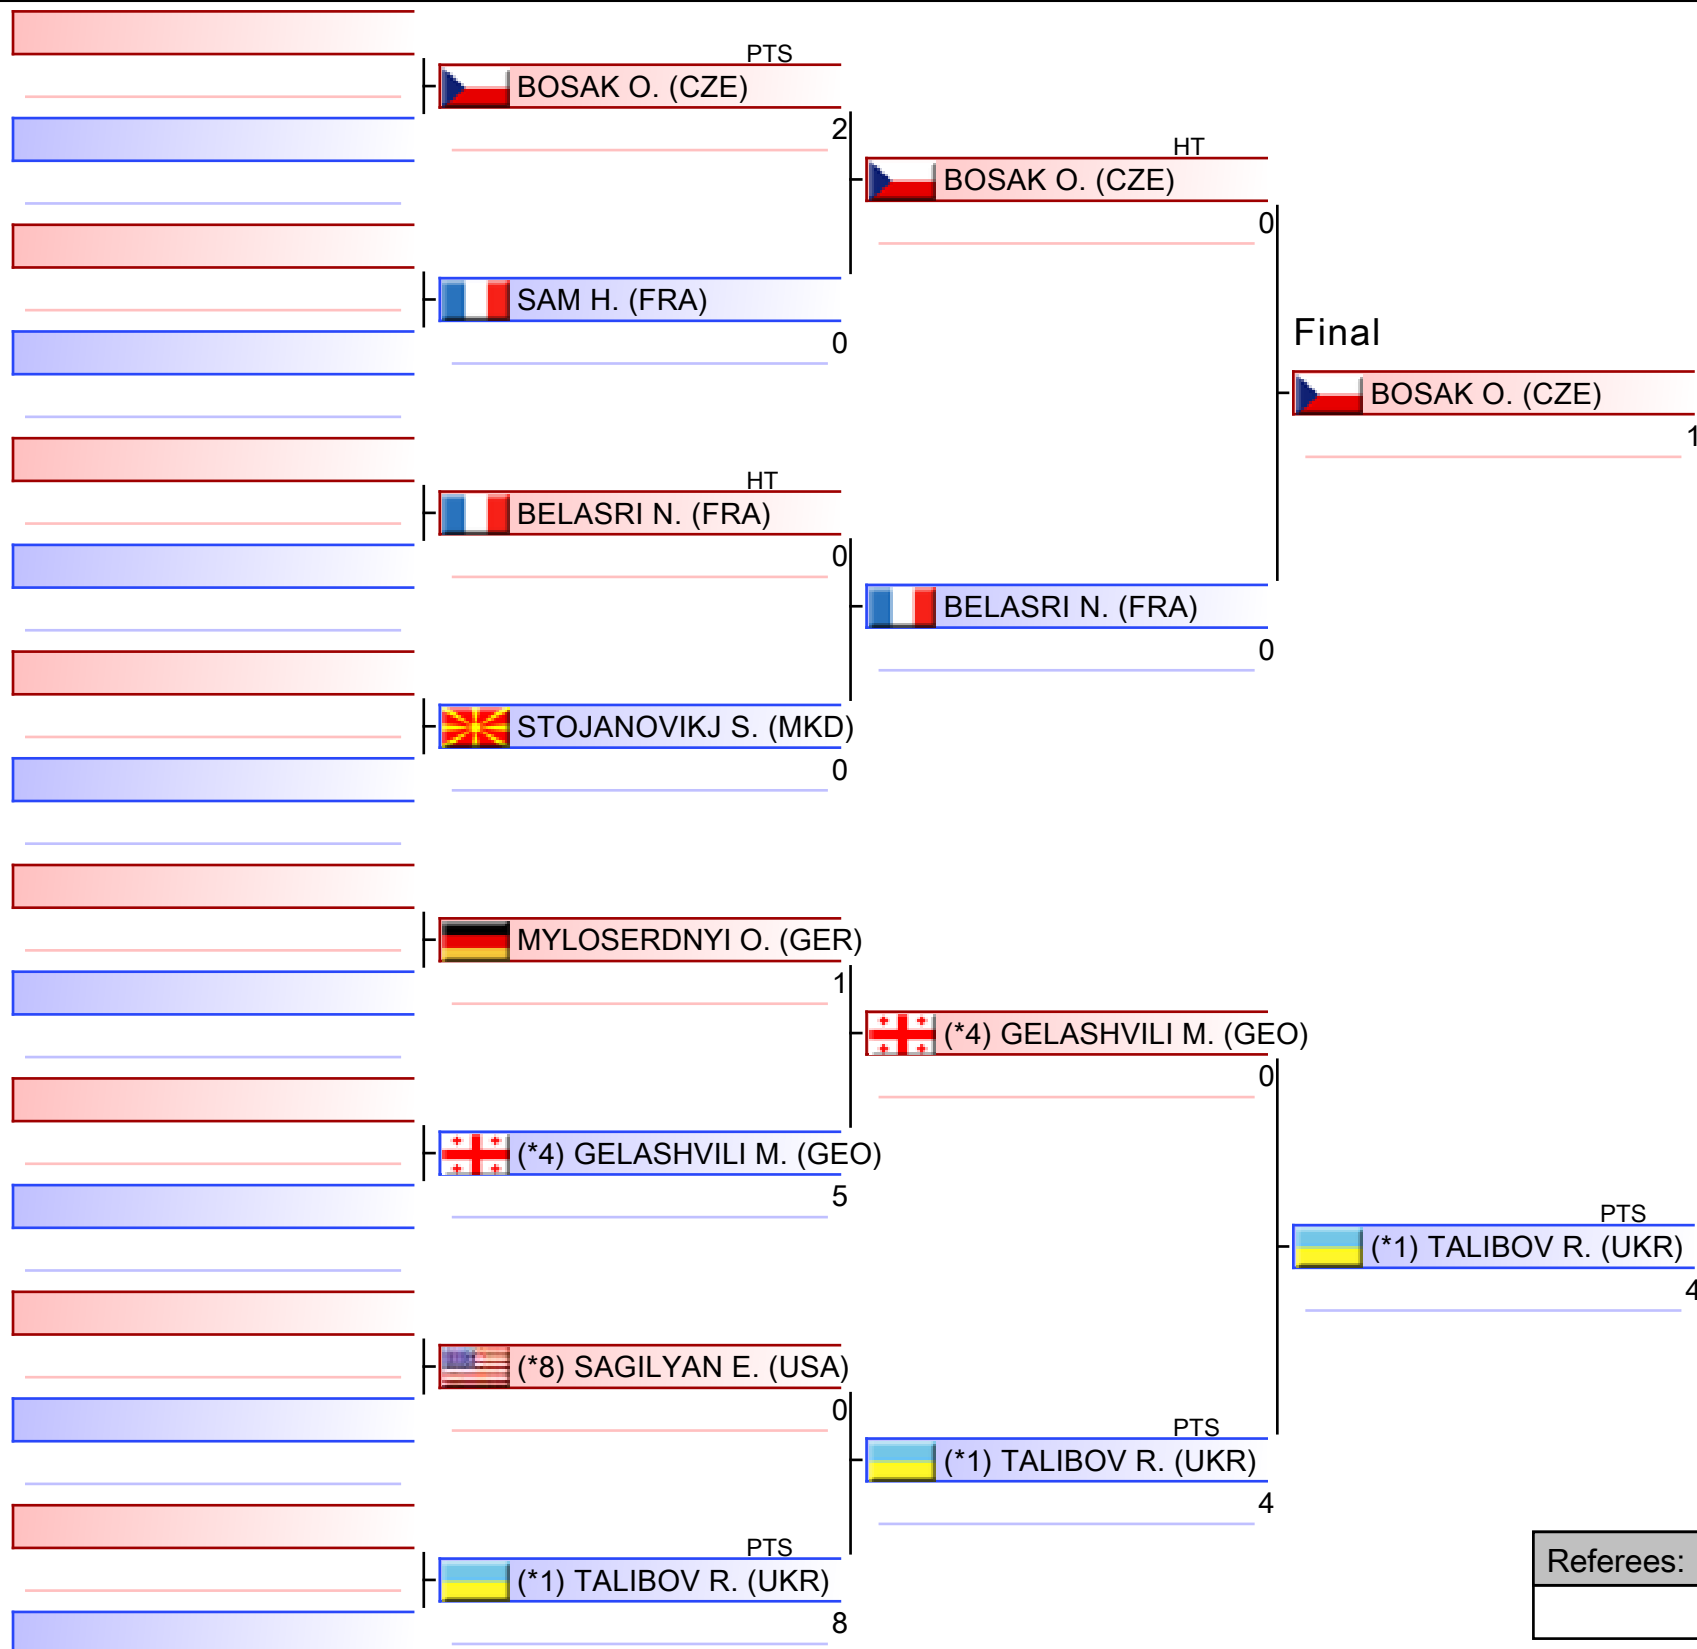 PTS
BOSAK O. (CZE)
2
HT
BOSAK O. (CZE)
0
SAM H. (FRA)
0
Final
BOSAK O. (CZE)
1
HT
BELASRI N. (FRA)
0
BELASRI N. (FRA)
0
STOJANOVIKJ S. (MKD)
0
MYLOSERDNYI O. (GER)
1
(*4) GELASHVILI M. (GEO)
0
(*4) GELASHVILI M. (GEO)
5
PTS
(*1) TALIBOV R. (UKR)
4
(*8) SAGILYAN E. (USA)
0
PTS
(*1) TALIBOV R. (UKR)
4
PTS
(*1) TALIBOV R. (UKR)
8
Referees: